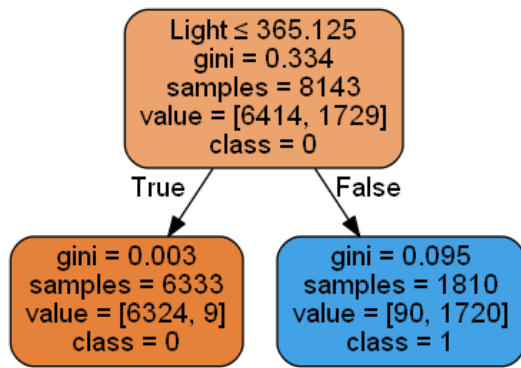 Light ≤ 365.125
gini = 0.334
samples = 8143
value = [6414, 1729]
class = 0
True
False
gini = 0.003
samples = 6333
value = [6324, 9]
class = 0
gini = 0.095
samples = 1810
value = [90, 1720]
class = 1